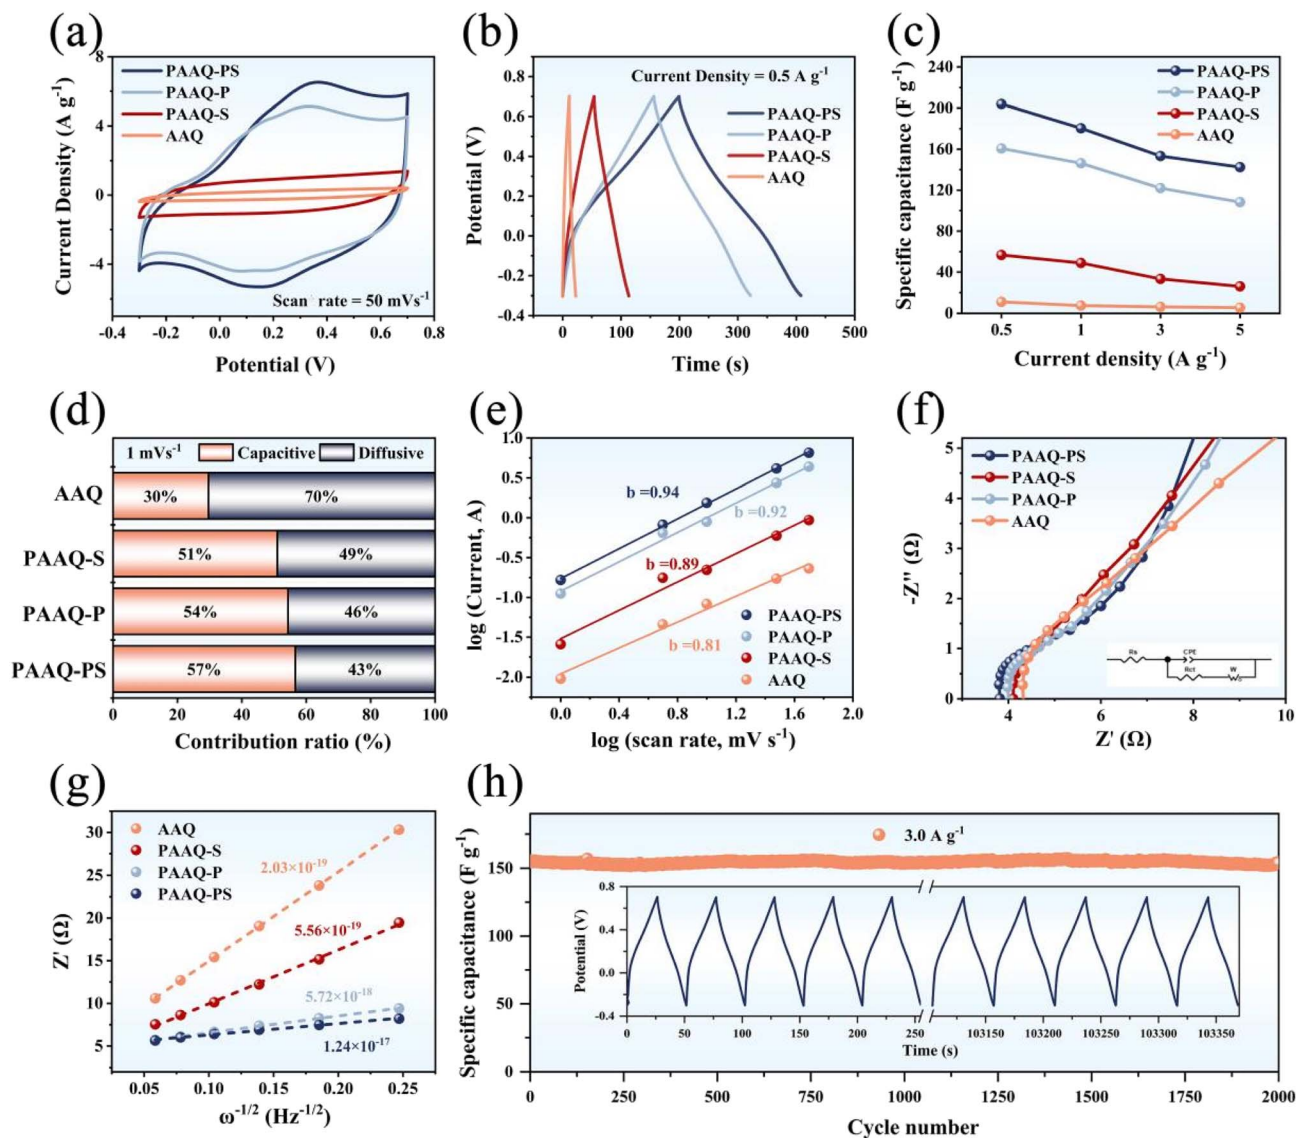 (a)
Current Density (A g-1)
8
4
0
-4
PAAQ-PS
PAAQ-P
PAAQ-S
AAQ
Scan rate = 50 mVs-1
-0.4 -0.2 0.0 0.2 0.4 0.6 0.8
Potential (V)
(b)
Potential (V)
0.8
0.6
0.4
0.2
0.0
-0.2
-0.4
Current Density = 0.5 A g-1
PAAQ-PS
PAAQ-P
PAAQ-S
AAQ
0 100 200 300 400 500
Time (s)
(c)
Specific capacitance (F g-1)
240
200
160
120
80
40
0
PAAQ-PS
PAAQ-P
PAAQ-S
AAQ
0.5 1 3 5
Current density (A g-1)
(d)
1 mVs-1 Capacitive Diffusive
AAQ 30% 70%
PAAQ-S 51% 49%
PAAQ-P 54% 46%
PAAQ-PS 57% 43%
0 20 40 60 80 100
Contribution ratio (%)
(e)
log (Current, A)
1.0
0.5
0.0
-0.5
-1.0
-1.5
-2.0
b =0.94
b =0.92
b =0.89
b =0.81
PAAQ-PS
PAAQ-P
PAAQ-S
AAQ
0.0 0.4 0.8 1.2 1.6 2.0
log (scan rate, mV s-1)
(f)
-Z'' (Ω)
5
4
3
2
1
0
PAAQ-PS
PAAQ-S
PAAQ-P
AAQ
Rs CPE
Rct W
4 6 8 10
Z' (Ω)
(g)
Z' (Ω)
30
25
20
15
10
5
AAQ
PAAQ-S
PAAQ-P
PAAQ-PS
2.03×10-19
5.56×10-19
5.72×10-18
1.24×10-17
0.05 0.10 0.15 0.20 0.25
ω-1/2 (Hz-1/2)
(h)
Specific capacitance (F g-1)
150
100
50
0
3.0 A g-1
Potential (V)
0.8
0.4
0.0
-0.4
0 50 100 150 200 250 103150 103200 103250 103300 103350
Time (s)
0 250 500 750 1000 1250 1500 1750 2000
Cycle number